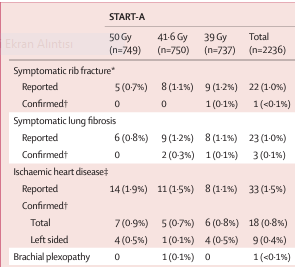 START-A
50 Gy (n=749) 41·6 Gy (n=750) 39 Gy (n=737) Total (n=2236)
Ekran Alıntısı
Symptomatic rib fracture*
Reported 5 (0·7%) 8 (1·1%) 9 (1·2%) 22 (1·0%)
Confirmed† 0 0 1 (0·1%) 1 (<0·1%)
Symptomatic lung fibrosis
Reported 6 (0·8%) 9 (1·2%) 8 (1·1%) 23 (1·0%)
Confirmed† 0 2 (0·3%) 1 (0·1%) 3 (0·1%)
Ischaemic heart disease‡
Reported 14 (1·9%) 11 (1·5%) 8 (1·1%) 33 (1·5%)
Confirmed†
Total 7 (0·9%) 5 (0·7%) 6 (0·8%) 18 (0·8%)
Left sided 4 (0·5%) 1 (0·1%) 4 (0·5%) 9 (0·4%)
Brachial plexopathy 0 1 (0·1%) 0 1 (<0·1%)